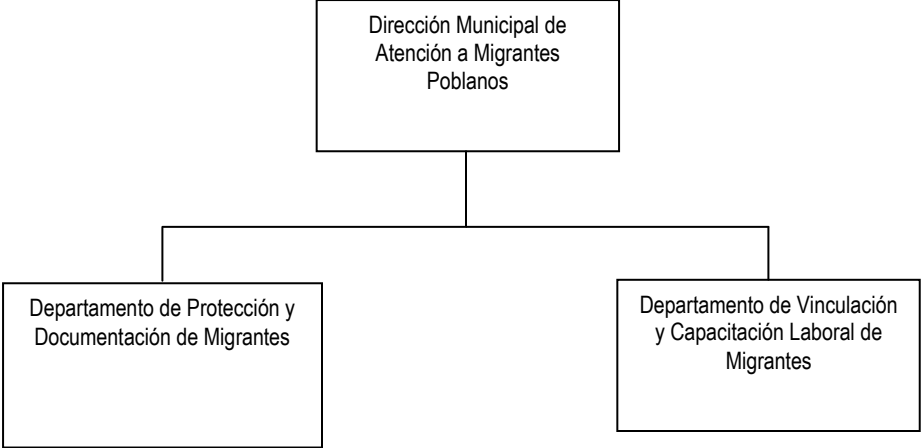 Dirección Municipal de
Atención a Migrantes
Poblanos
Departamento de Protección y
Documentación de Migrantes
Departamento de Vinculación
y Capacitación Laboral de
Migrantes